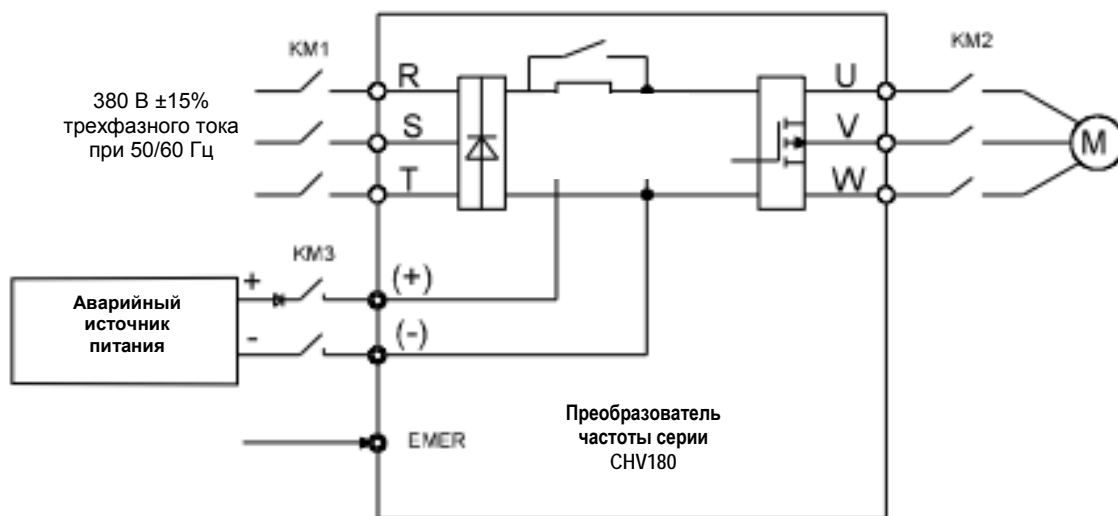 KM1
KM2
R
U
380 В ±15%
трехфазного тока
при 50/60 Гц
S
V
M
T
W
KM3
+
(+)
Аварийный
источник
питания
-
(-)
Преобразователь
частоты серии
CHV180
EMER